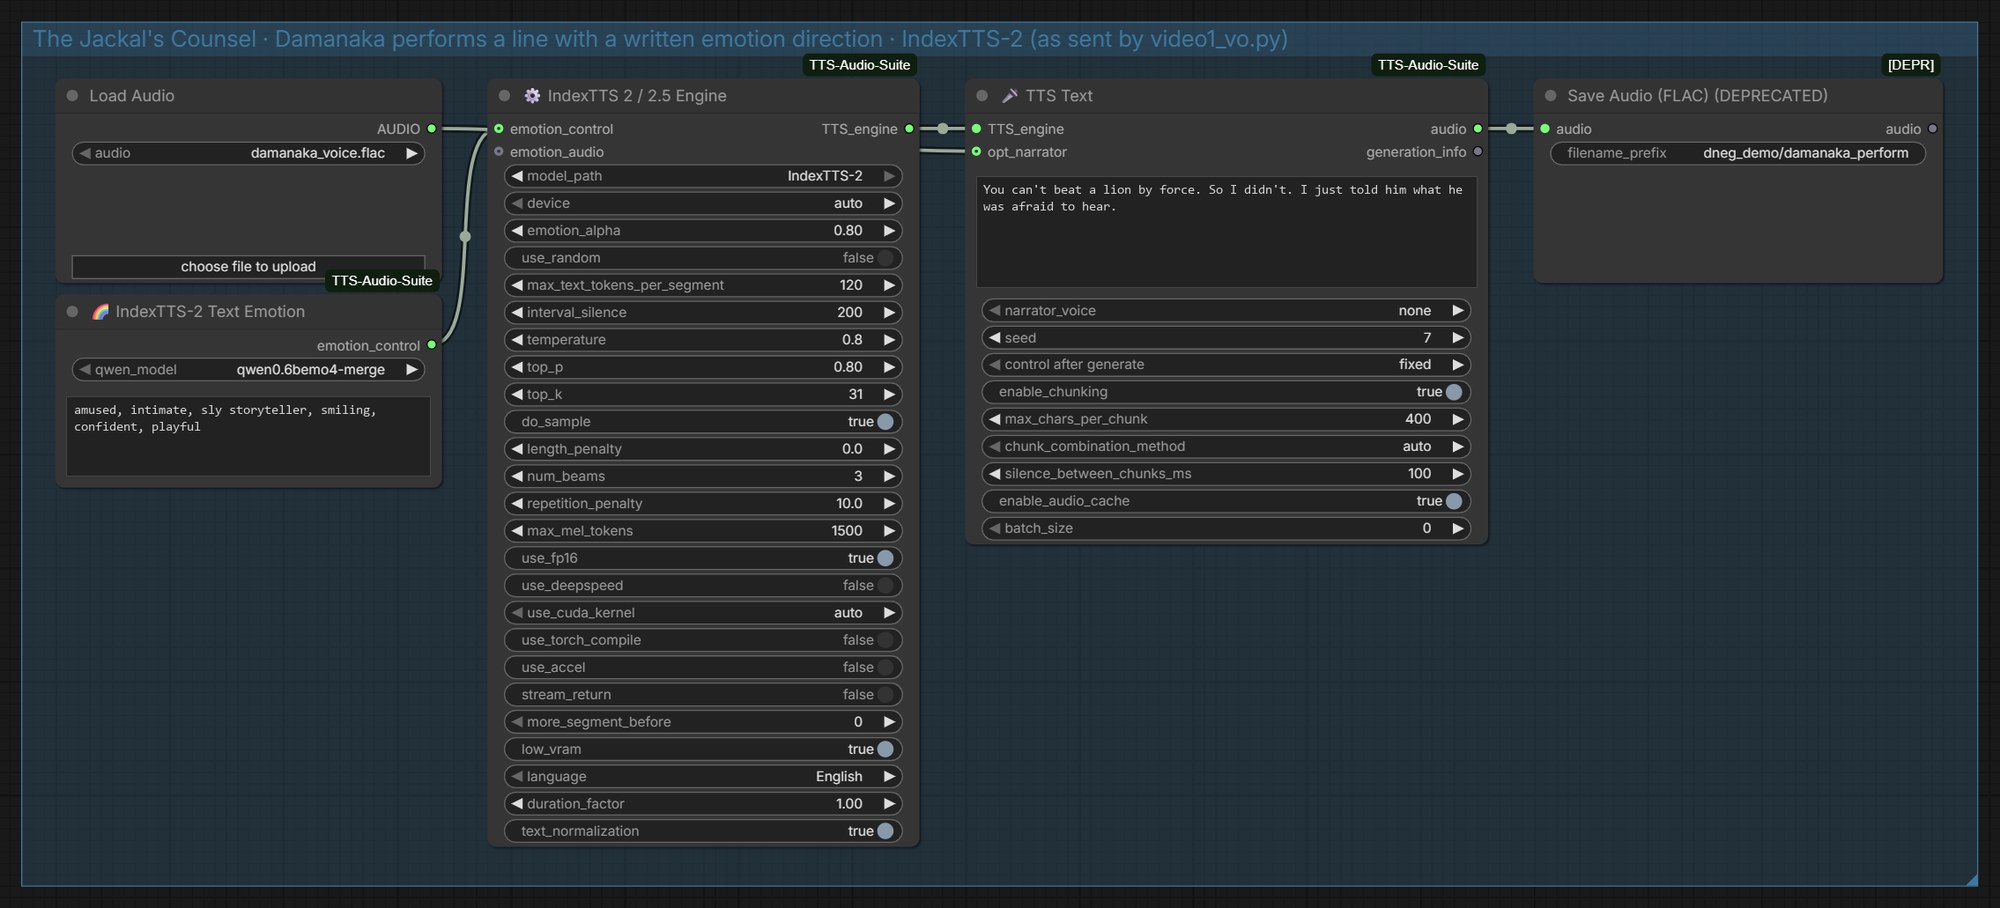 The Jackal's Counsel · Damanaka performs a line with a written emotion direction · IndexTTS-2 (as sent by video1_vo.py)
Load Audio
AUDIO
audio damanaka_voice.flac
choose file to upload
TTS-Audio-Suite
IndexTTS-2 Text Emotion
emotion_control
qwen_model qwen0.6bemo4-merge
amused, intimate, sly storyteller, smiling,
confident, playful
TTS-Audio-Suite
IndexTTS 2 / 2.5 Engine
emotion_control TTS_engine
emotion_audio
model_path IndexTTS-2
device auto
emotion_alpha 0.80
use_random false
max_text_tokens_per_segment 120
interval_silence 200
temperature 0.8
top_p 0.80
top_k 31
do_sample true
length_penalty 0.0
num_beams 3
repetition_penalty 10.0
max_mel_tokens 1500
use_fp16 true
use_deepspeed false
use_cuda_kernel auto
use_torch_compile false
use_accel false
stream_return false
more_segment_before 0
low_vram true
language English
duration_factor 1.00
text_normalization true
TTS-Audio-Suite
TTS Text
TTS_engine audio
opt_narrator generation_info
You can't beat a lion by force. So I didn't. I just told him what he
was afraid to hear.
narrator_voice none
seed 7
control after generate fixed
enable_chunking true
max_chars_per_chunk 400
chunk_combination_method auto
silence_between_chunks_ms 100
enable_audio_cache true
batch_size 0
[DEPR]
Save Audio (FLAC) (DEPRECATED)
audio audio
filename_prefix dneg_demo/damanaka_perform